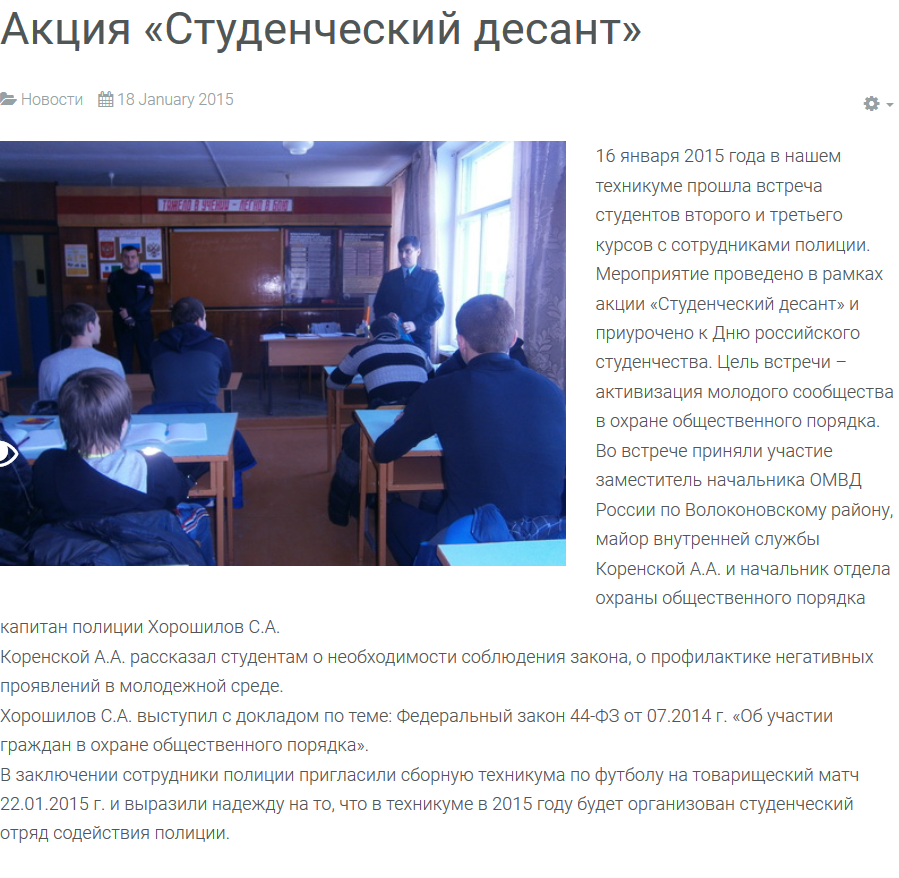 Акция «Студенческий десант»
Новости 18 January 2015
ТЯЖЕЛО В УЧЕНИИ - ЛЕГКО В БОЮ
16 января 2015 года в нашем
техникуме прошла встреча
студентов второго и третьего
курсов с сотрудниками полиции.
Мероприятие проведено в рамках
акции «Студенческий десант» и
приурочено к Дню российского
студенчества. Цель встречи –
активизация молодого сообщества
в охране общественного порядка.
Во встрече приняли участие
заместитель начальника ОМВД
России по Волоконовскому району,
майор внутренней службы
Коренской А.А. и начальник отдела
охраны общественного порядка
капитан полиции Хорошилов С.А.
Коренской А.А. рассказал студентам о необходимости соблюдения закона, о профилактике негативных
проявлений в молодежной среде.
Хорошилов С.А. выступил с докладом по теме: Федеральный закон 44-ФЗ от 07.2014 г. «Об участии
граждан в охране общественного порядка».
В заключении сотрудники полиции пригласили сборную техникума по футболу на товарищеский матч
22.01.2015 г. и выразили надежду на то, что в техникуме в 2015 году будет организован студенческий
отряд содействия полиции.